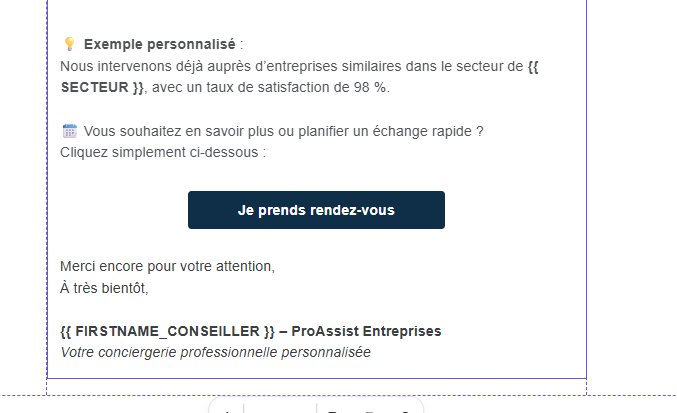 Exemple personnalisé :
Nous intervenons déjà auprès d’entreprises similaires dans le secteur de {{
SECTEUR }}, avec un taux de satisfaction de 98 %.
Vous souhaitez en savoir plus ou planifier un échange rapide ?
Cliquez simplement ci-dessous :
Je prends rendez-vous
Merci encore pour votre attention,
À très bientôt,
{{ FIRSTNAME_CONSEILLER }} – ProAssist Entreprises
Votre conciergerie professionnelle personnalisée